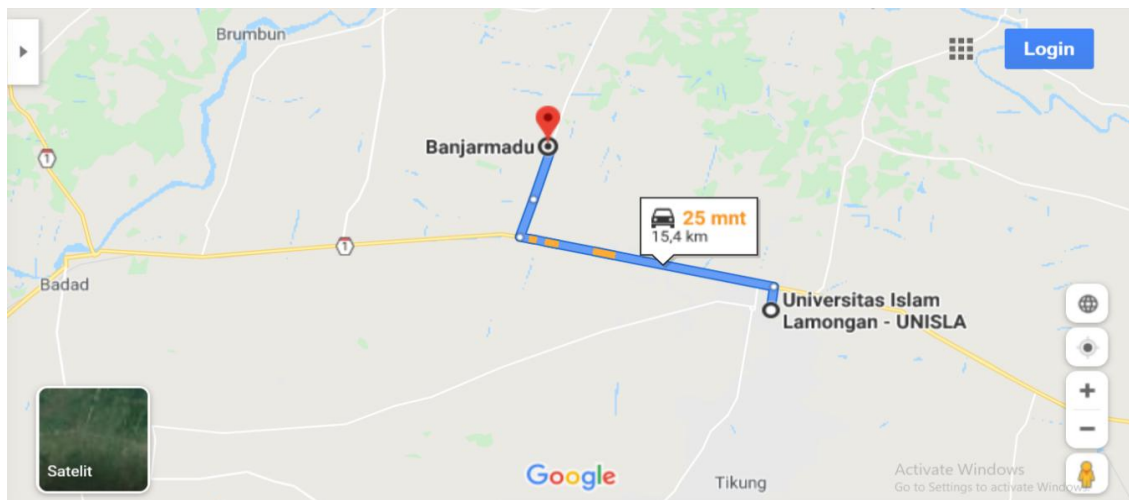 Brumbun
Login
1
Banjarmadu
25 mnt
15,4 km
1
Badad
Universitas Islam
Lamongan - UNISLA
Satelit
Google
Tikung
Activate Windows
Go to Settings to activate Windows.